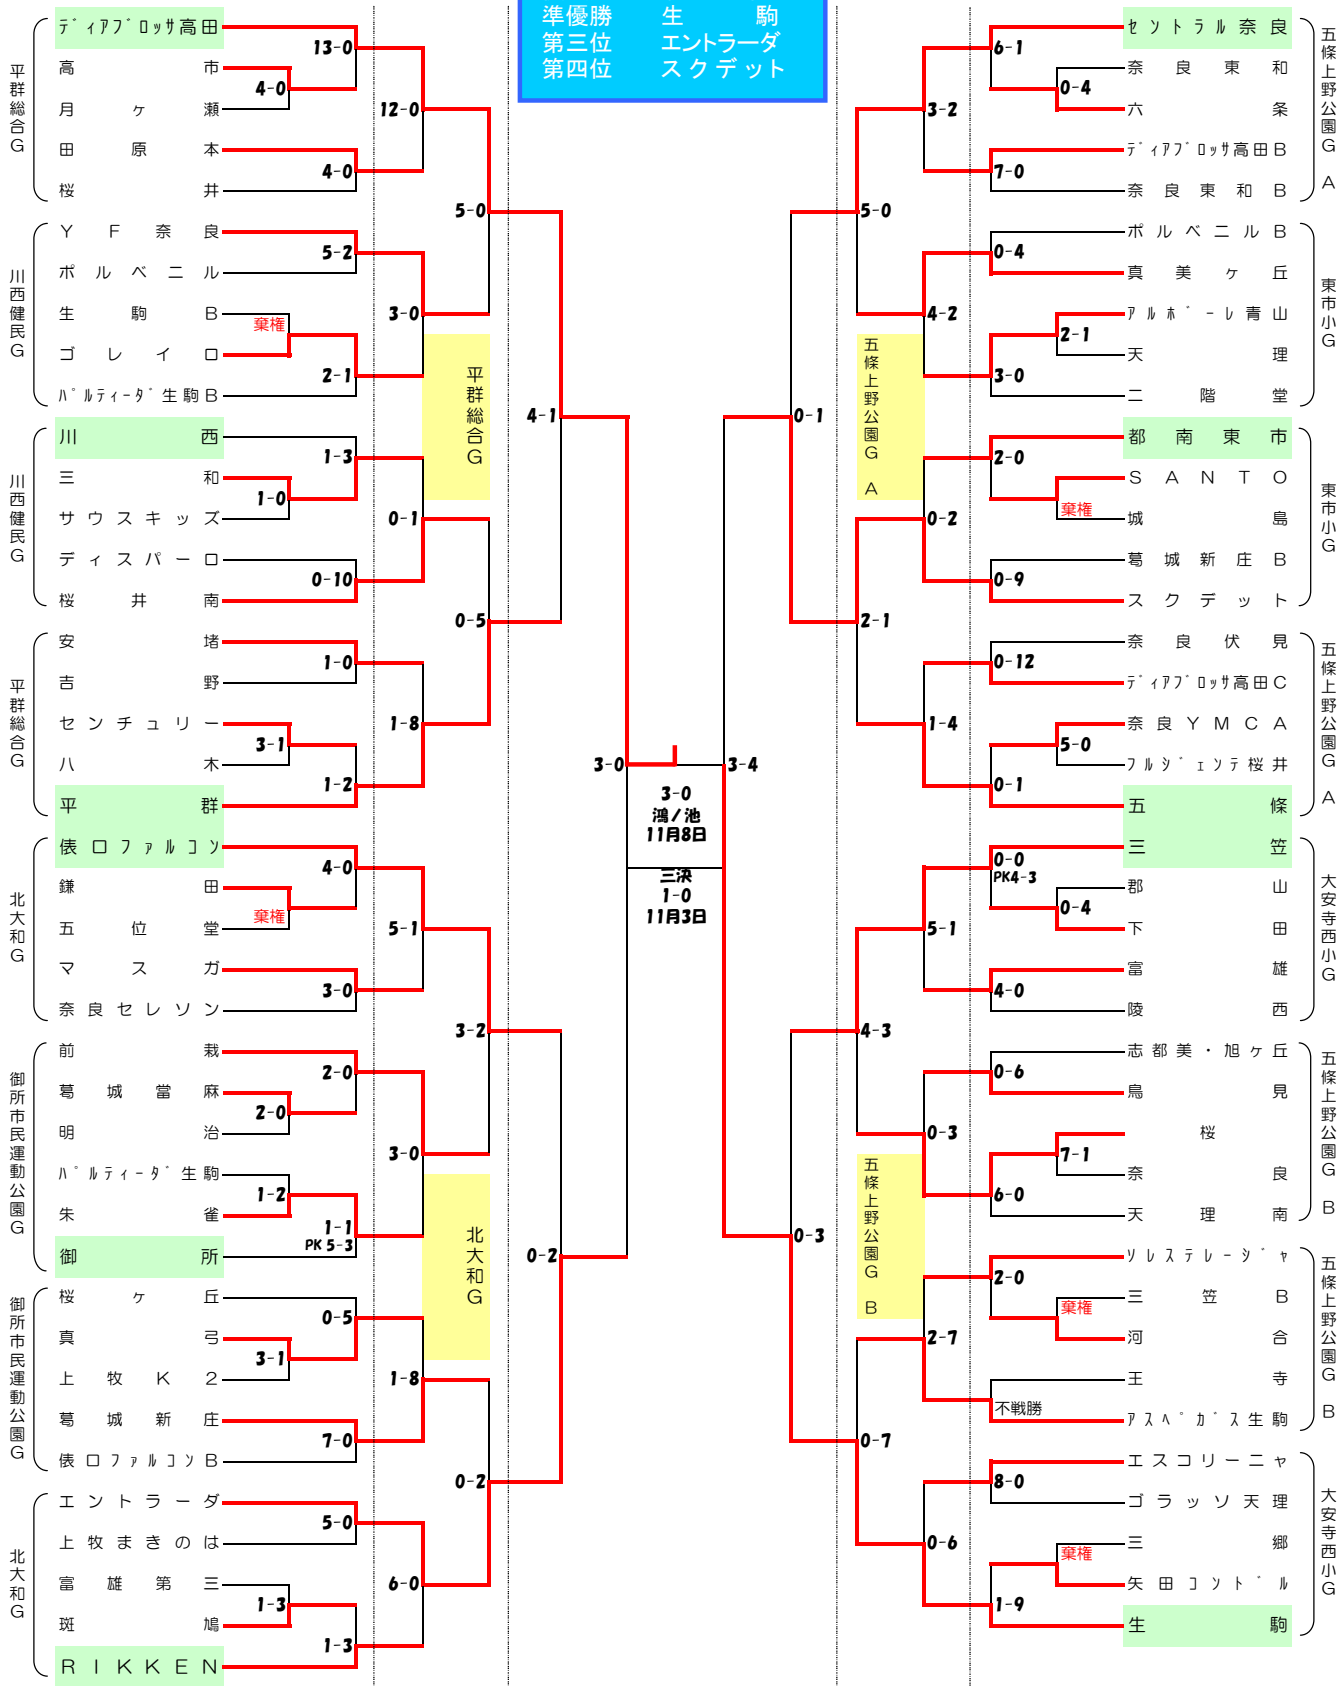 準優勝 生駒
第三位 エントラーダ
第四位 スクデット
平群総合G
ディアブロッサ高田
高市
月ヶ瀬
田原本
桜井
13-0
4-0
4-0
12-0
川西健民G
YF奈良
ポルベニル
生駒B
ゴレイロ
パルティーダ生駒B
5-2
棄権
2-1
3-0
5-0
平群総合G
川西健民G
川西
三和
サウスキッズ
ディスパーロ
桜井南
1-3
1-0
0-10
0-1
平群総合G
安堵
吉野
センチュリー
八木
平群
1-0
3-1
1-2
1-8
0-5
4-1
北大和G
俵口ファルコン
鎌田
五位堂
マスガ
奈良セレソン
4-0
棄権
3-0
5-1
御所市民運動公園G
前栽
葛城當麻
明治
パルティーダ生駒
朱雀
御所
2-0
2-0
1-2
1-1
PK 5-3
3-0
3-2
北大和G
御所市民運動公園G
桜ヶ丘
真弓
上牧K2
葛城新庄
俵口ファルコンB
0-5
3-1
7-0
1-8
北大和G
エントラーダ
上牧まきのは
富雄第三
斑鳩
RIKKEN
5-0
1-3
1-3
6-0
0-2
0-2
3-0
3-0
鴻ノ池
11月8日
三決
1-0
11月3日
3-4
五條上野公園G A
セントラル奈良
奈良東和
六条
ディアブロッサ高田B
奈良東和B
6-1
0-4
7-0
3-2
東市小G
ポルベニルB
真美ヶ丘
アルボーレ青山
天理
二階堂
0-4
2-1
3-0
4-2
5-0
五條上野公園G A
東市小G
都南東市
SANTO
城島
葛城新庄B
スクデット
2-0
棄権
0-9
0-2
五條上野公園G A
奈良伏見
ディアブロッサ高田C
奈良YMCA
フルジェンテ桜井
五條
0-12
5-0
0-1
1-4
2-1
0-1
大安寺西小G
三笠
郡山
下田
富雄
陵西
0-0
PK4-3
0-4
4-0
5-1
五條上野公園G B
志都美・旭ヶ丘
鳥見
桜
奈良
天理南
0-6
7-1
6-0
0-3
4-3
五條上野公園G B
五條上野公園G B
ソレステレージャ
三笠B
河合
王寺
アスペガス生駒
2-0
棄権
不戦勝
2-7
大安寺西小G
エスコリーニャ
ゴラッソ天理
三郷
矢田コントドル
生駒
8-0
棄権
1-9
0-6
0-7
0-3